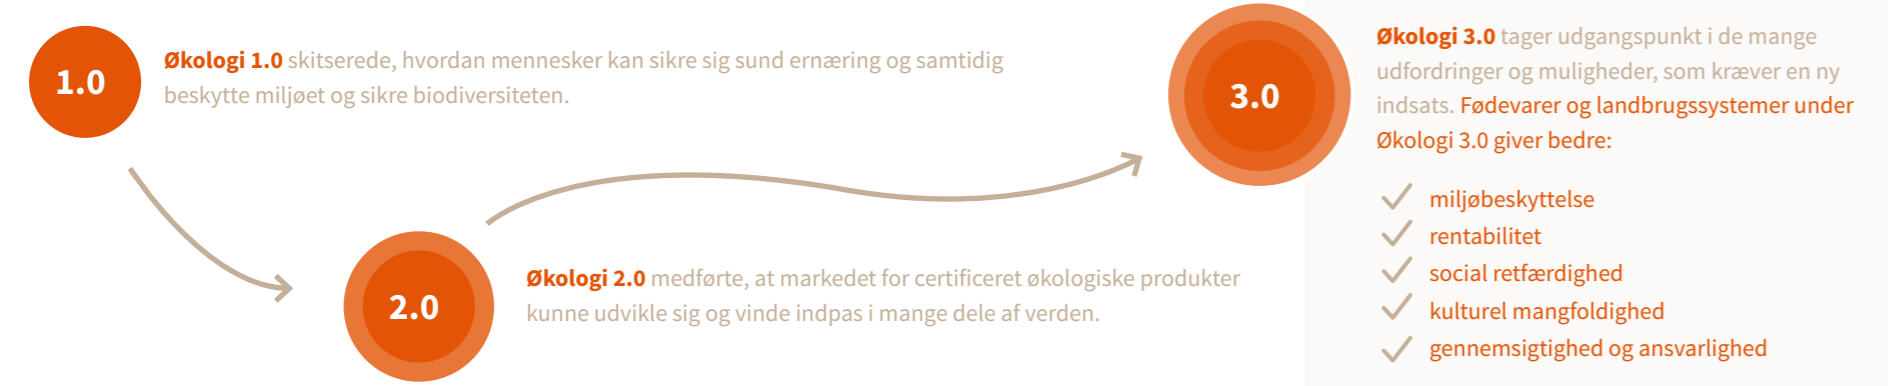 1.0
Økologi 1.0 skitserede, hvordan mennesker kan sikre sig sund ernæring og samtidig
beskytte miljøet og sikre biodiversiteten.
2.0
Økologi 2.0 medførte, at markedet for certificeret økologiske produkter
kunne udvikle sig og vinde indpas i mange dele af verden.
3.0
Økologi 3.0 tager udgangspunkt i de mange
udfordringer og muligheder, som kræver en ny
indsats. Fødevarer og landbrugssystemer under
Økologi 3.0 giver bedre:
miljøbeskyttelse
rentabilitet
social retfærdighed
kulturel mangfoldighed
gennemsigtighed og ansvarlighed